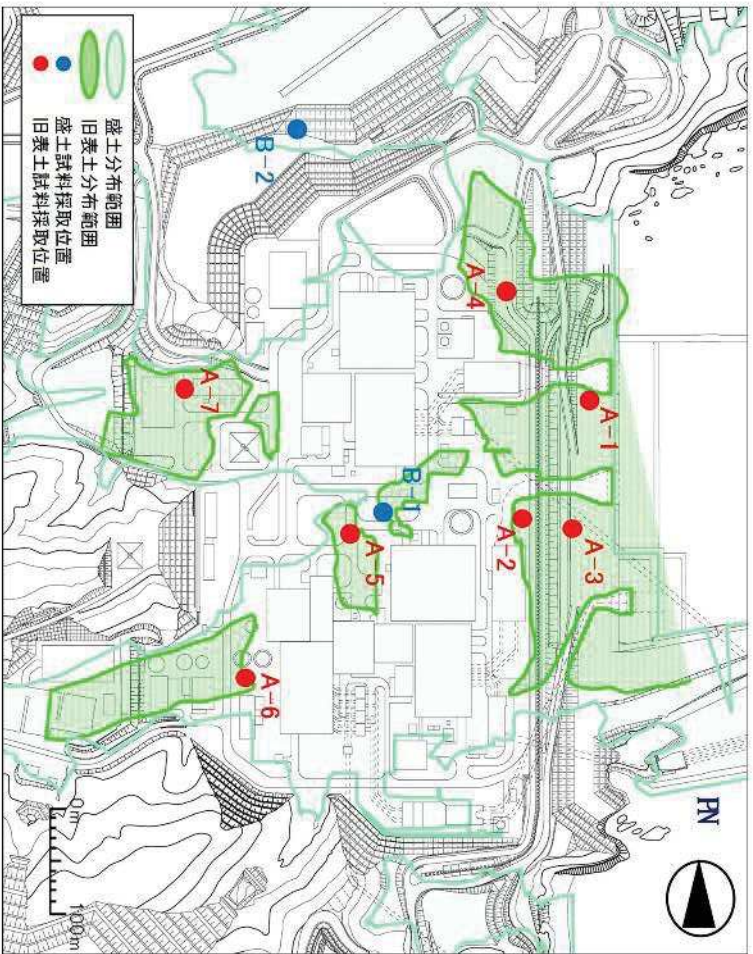 PN
A-1
A-3
A-2
A-4
B-1
A-5
B-2
A-6
A-7
盛土分布範囲
旧表土分布範囲
盛土試料採取位置
旧表土試料採取位置
0m 100m